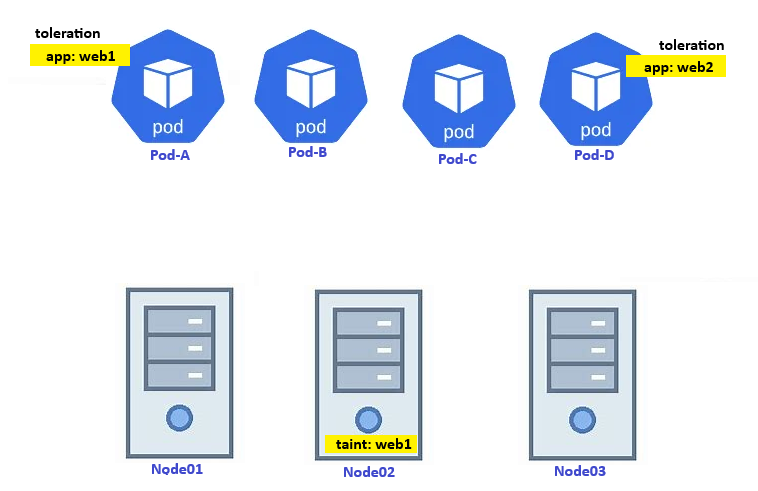 toleration
app: web1
pod
Pod-A
pod
Pod-B
pod
Pod-C
toleration
app: web2
pod
Pod-D
Node01
taint: web1
Node02
Node03